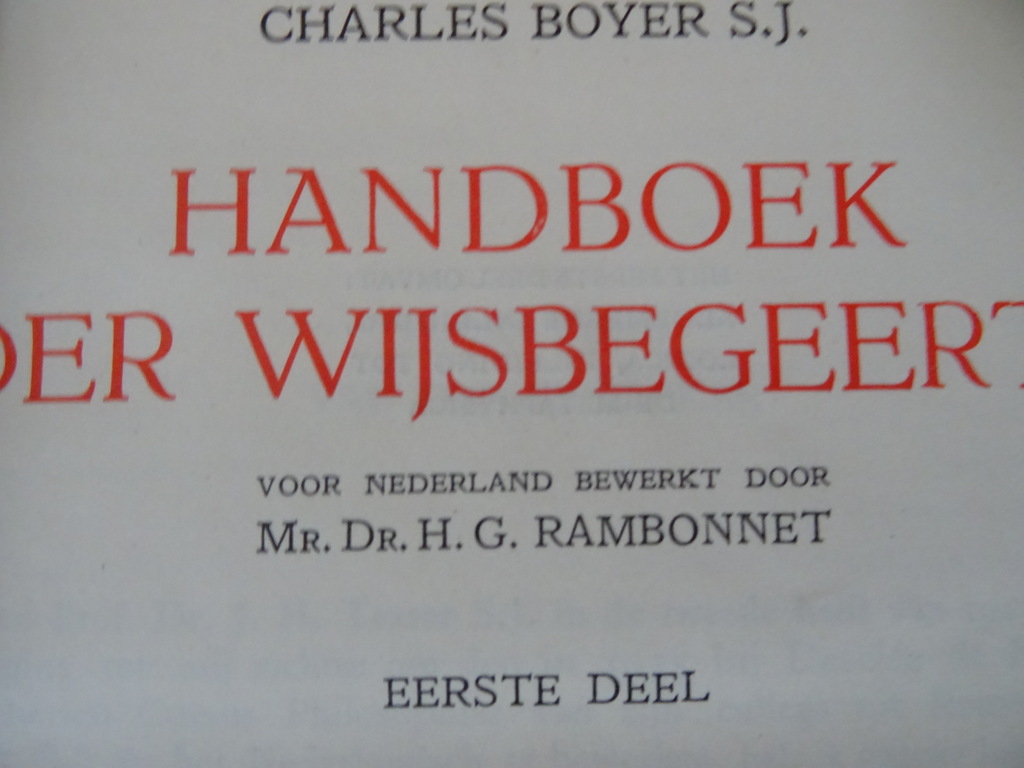 CHARLES BOYER S.J.
HANDBOEK
DER WIJSBEGEERT
VOOR NEDERLAND BEWERKT DOOR
MR. DR. H. G. RAMBONNET
EERSTE DEEL